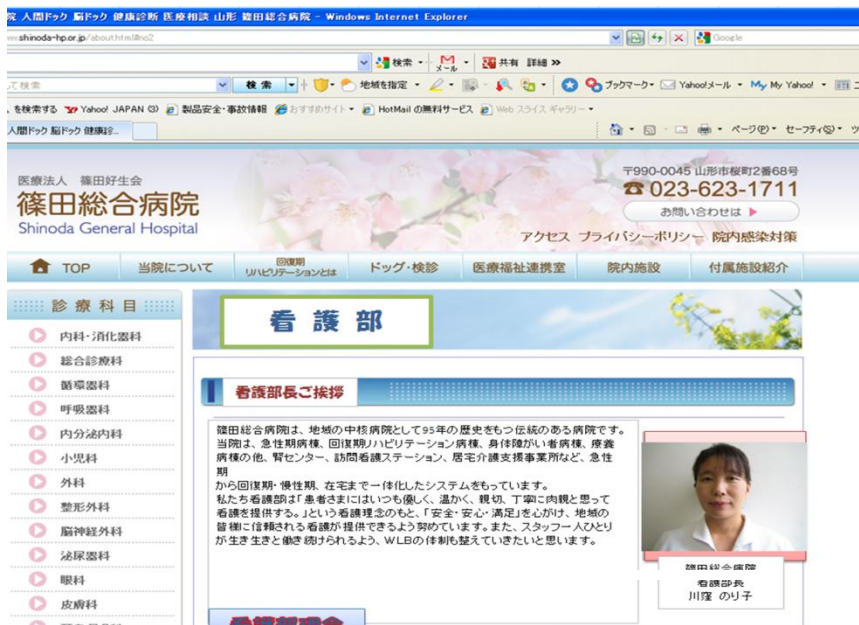 院 人間ドック 脳ドック 健康診断 医療相談 山形 篠田総合病院 - Windows Internet Explorer
shinoda-hp.or.jp/about.html#no2
Google
検索
メール
共有 詳細 »
て検索
検 索
地域を指定
ブックマーク
Yahoo!メール
My Yahoo!
を検索する
Yahoo! JAPAN (3)
製品安全・事故情報
おすすめサイト
HotMail の無料サービス
Web スライス ギャラリー
人間ドック 脳ドック 健康診...
ページ(P)
セーフティ(S)
ツ
医療法人 篠田好生会
篠田総合病院
Shinoda General Hospital
〒990-0045 山形市桜町2番68号
023-623-1711
お問い合わせは
アクセス プライバシーポリシー 院内感染対策
TOP
当院について
回復期
リハビリテーションとは
ドッグ・検診
医療福祉連携室
院内施設
付属施設紹介
診療科目
内科・消化器科
総合診療科
循環器科
呼吸器科
内分泌内科
小児科
外科
整形外科
脳神経外科
泌尿器科
眼科
皮膚科
看護部
看護部長ご挨拶
篠田総合病院は、地域の中核病院として95年の歴史をもつ伝統のある病院です。
当院は、急性期病棟、回復期リハビリテーション病棟、身体障がい者病棟、療養
病棟の他、腎センター、訪問看護ステーション、居宅介護支援事業所など、急性
期
から回復期・慢性期、在宅まで一体化したシステムをもっています。
私たち看護部は「患者さまにはいつも優しく、温かく、親切、丁寧に肉親と思って
看護を提供する。」という看護理念のもと、「安全・安心・満足」を心がけ、地域の
皆様に信頼される看護が提供できるよう努めています。また、スタッフ一人ひとり
が生き生きと働き続けられるよう、WLBの体制も整えていきたいと思います。
篠田総合病院
看護部長
川窪 のり子